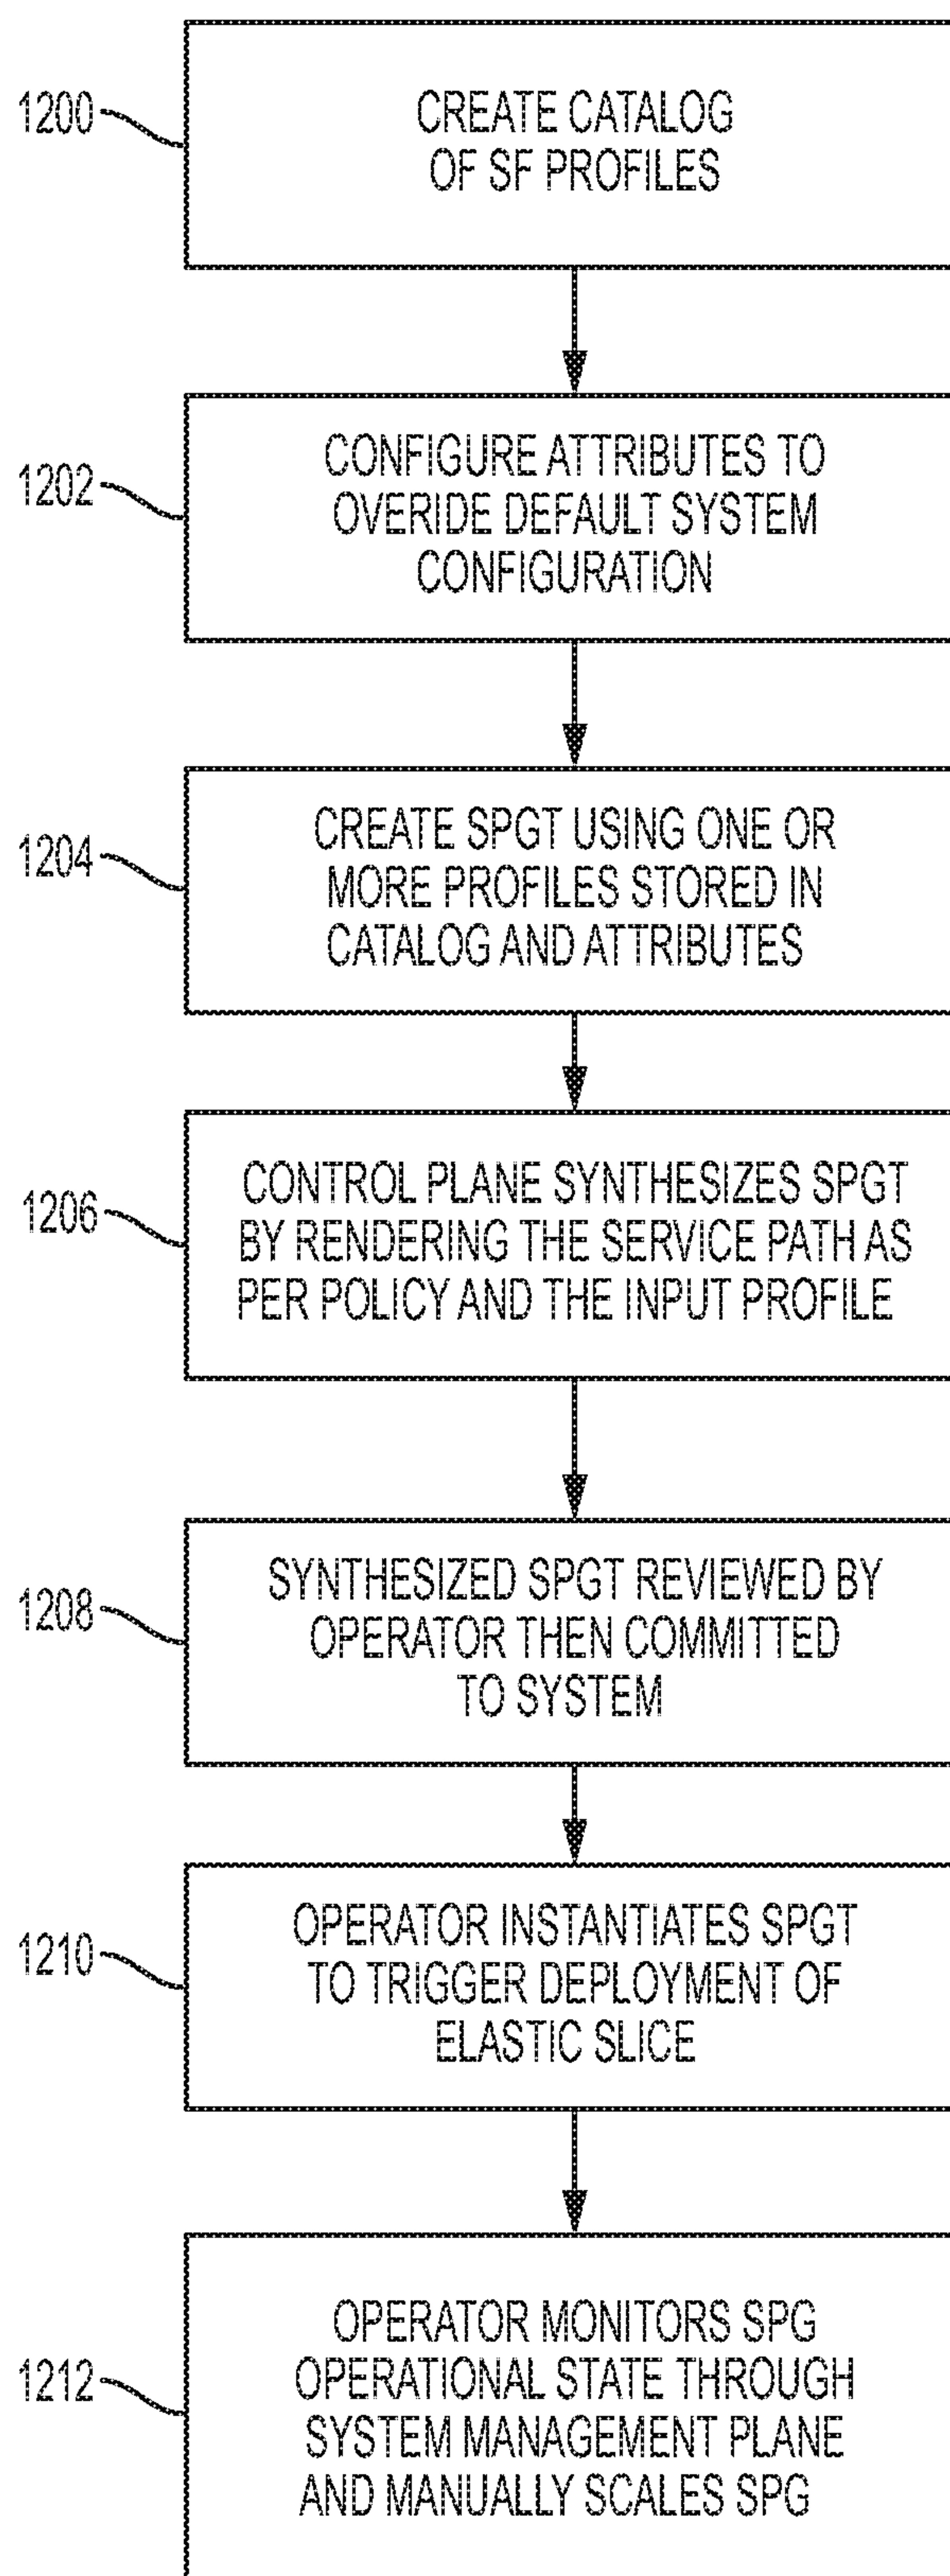 1200
CREATE CATALOG
OF SF PROFILES
1202
CONFIGURE ATTRIBUTES TO
OVERIDE DEFAULT SYSTEM
CONFIGURATION
1204
CREATE SPGT USING ONE OR
MORE PROFILES STORED IN
CATALOG AND ATTRIBUTES
1206
CONTROL PLANE SYNTHESIZES SPGT
BY RENDERING THE SERVICE PATH AS
PER POLICY AND THE INPUT PROFILE
1208
SYNTHESIZED SPGT REVIEWED BY
OPERATOR THEN COMMITTED
TO SYSTEM
1210
OPERATOR INSTANTIATES SPGT
TO TRIGGER DEPLOYMENT OF
ELASTIC SLICE
1212
OPERATOR MONITORS SPG
OPERATIONAL STATE THROUGH
SYSTEM MANAGEMENT PLANE
AND MANUALLY SCALES SPG